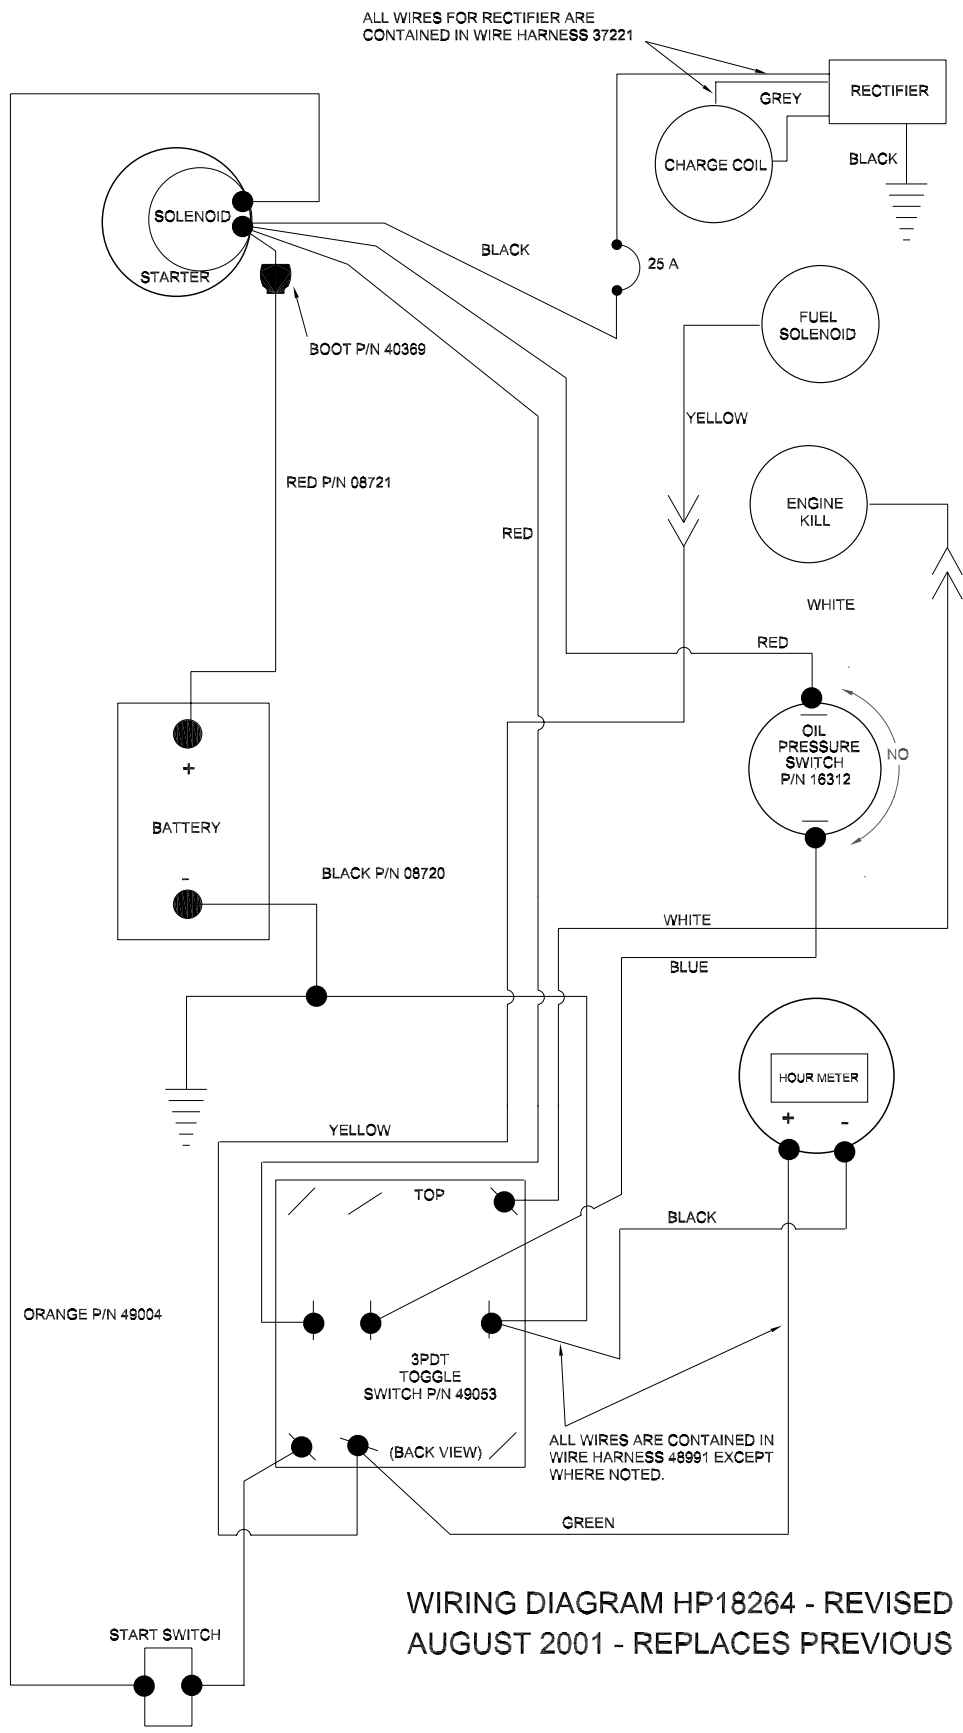 ALL WIRES FOR RECTIFIER ARE
CONTAINED IN WIRE HARNESS 37221
RECTIFIER
GREY
CHARGE COIL
BLACK
SOLENOID
STARTER
BLACK
25 A
BOOT P/N 40369
FUEL
SOLENOID
YELLOW
RED P/N 08721
ENGINE
KILL
RED
WHITE
RED
OIL
PRESSURE
SWITCH
P/N 16312
NO
+
BATTERY
-
BLACK P/N 08720
WHITE
BLUE
HOUR METER
+ -
YELLOW
TOP
BLACK
ORANGE P/N 49004
3PDT
TOGGLE
SWITCH P/N 49053
(BACK VIEW)
ALL WIRES ARE CONTAINED IN
WIRE HARNESS 48991 EXCEPT
WHERE NOTED.
GREEN
WIRING DIAGRAM HP18264 - REVISED
AUGUST 2001 - REPLACES PREVIOUS
START SWITCH